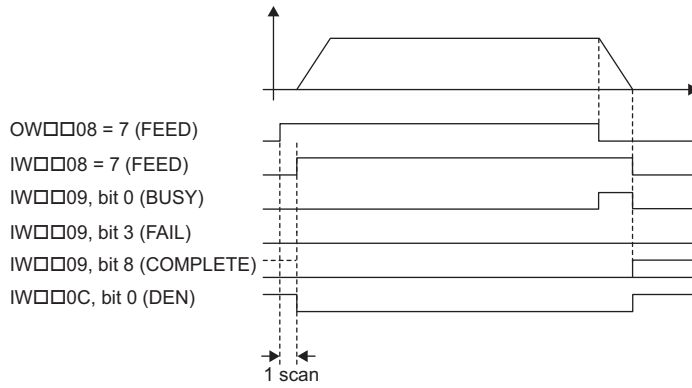 OW□□08 = 7 (FEED)
IW□□08 = 7 (FEED)
IW□□09, bit 0 (BUSY)
IW□□09, bit 3 (FAIL)
IW□□09, bit 8 (COMPLETE)
IW□□0C, bit 0 (DEN)
1 scan